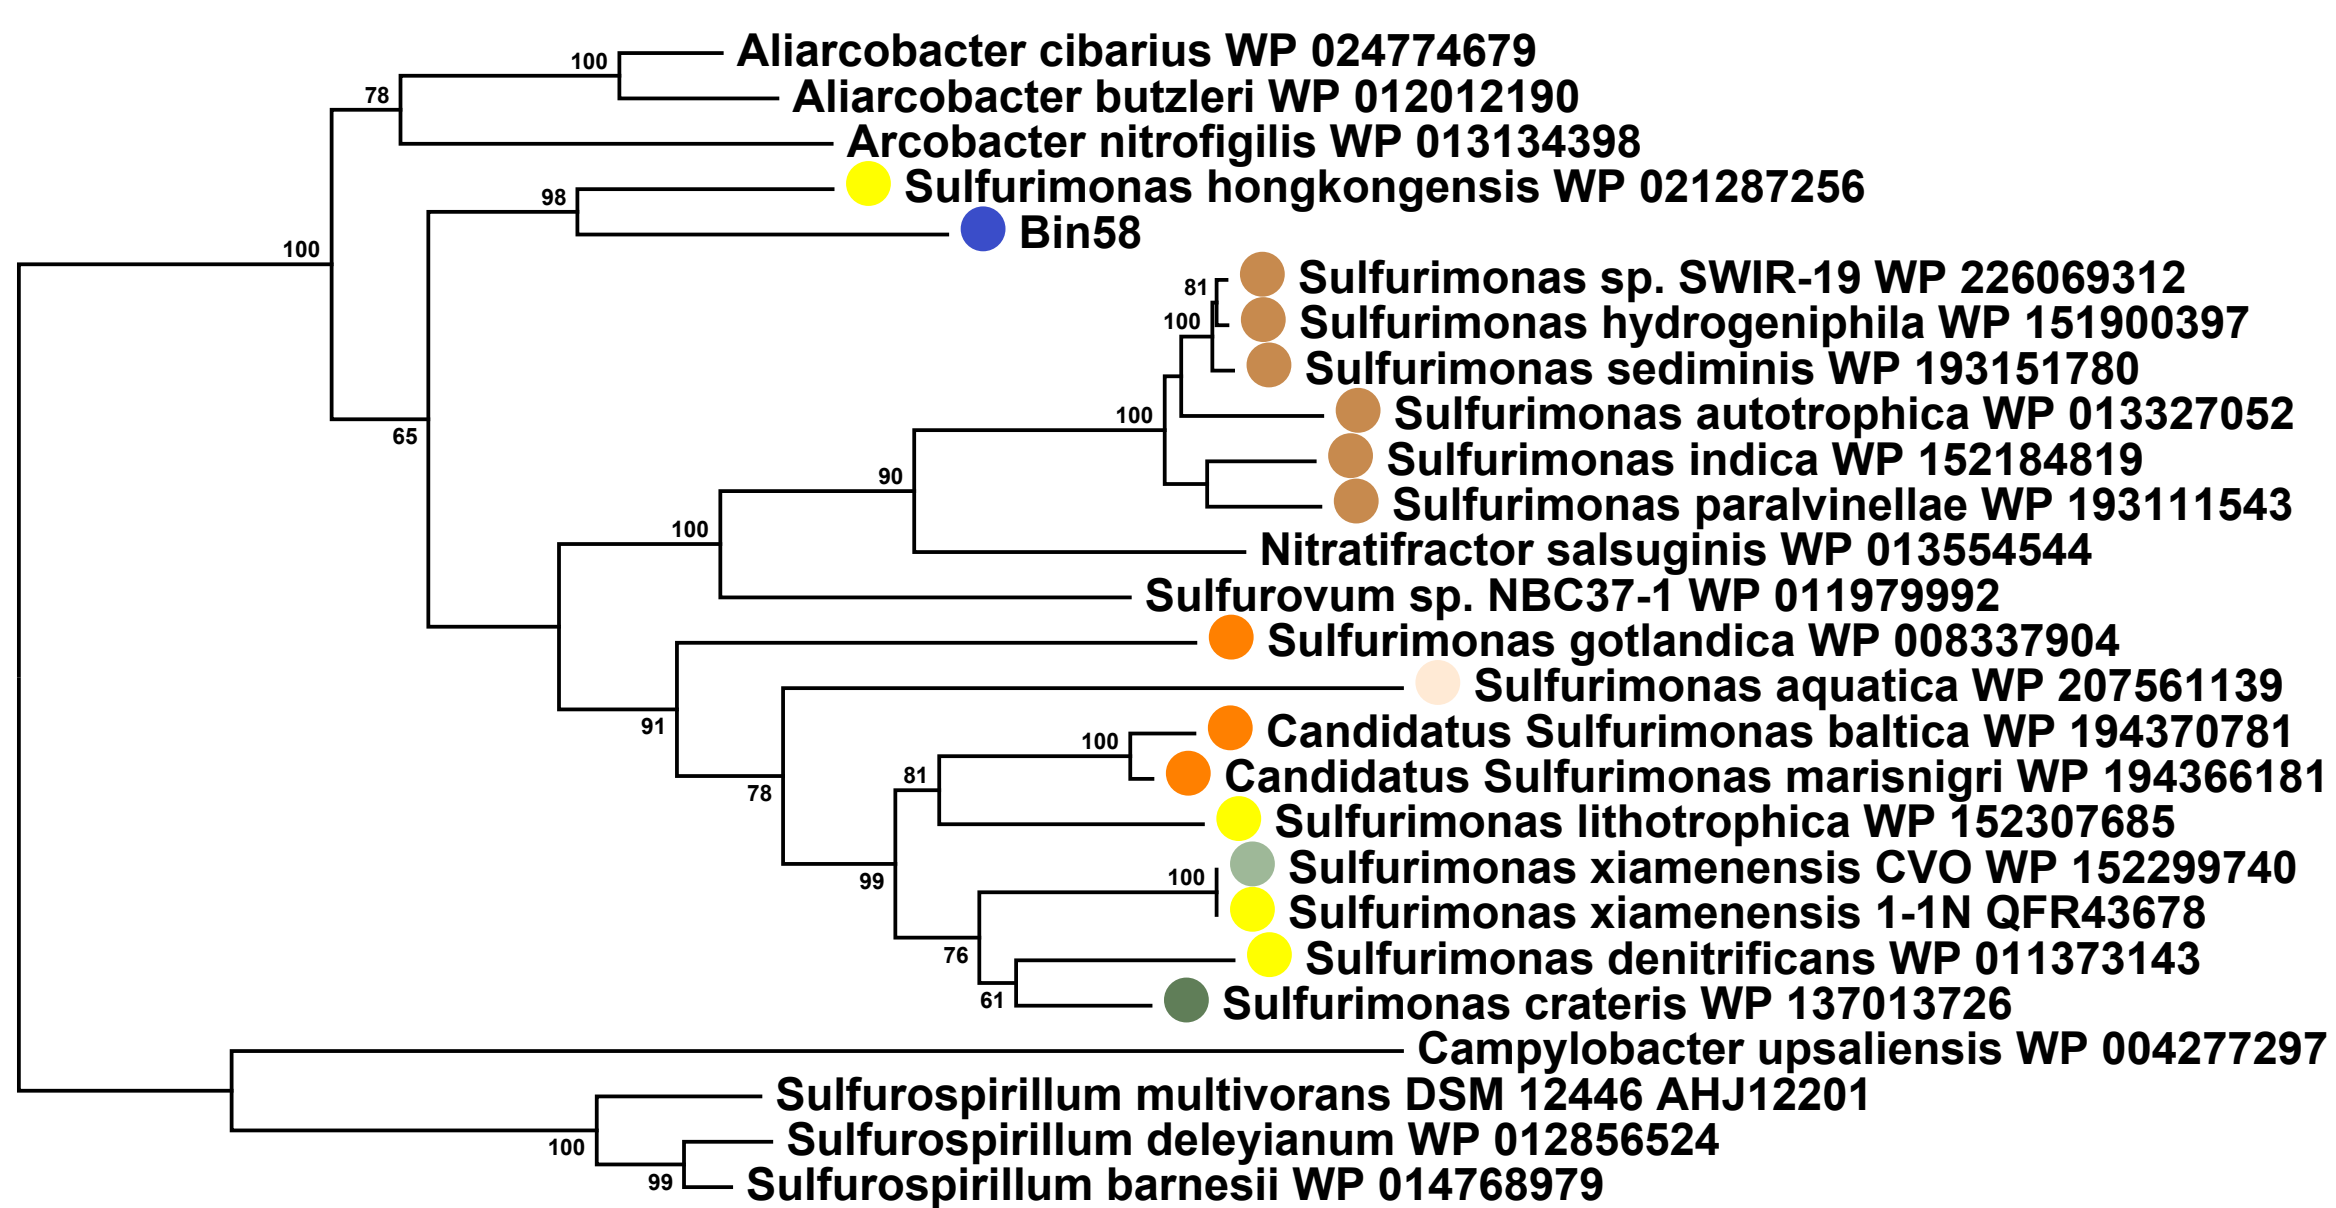 Aliarcobacter cibarius WP 024774679
100
Aliarcobacter butzleri WP 012012190
78
Arcobacter nitrofigilis WP 013134398
Sulfurimonas hongkongensis WP 021287256
98
Bin58
100
Sulfurimonas sp. SWIR-19 WP 226069312
81
Sulfurimonas hydrogeniphila WP 151900397
100
Sulfurimonas sediminis WP 193151780
Sulfurimonas autotrophica WP 013327052
100
65
Sulfurimonas indica WP 152184819
90
Sulfurimonas paralvinellae WP 193111543
100
Nitratifractor salsuginis WP 013554544
Sulfurovum sp. NBC37-1 WP 011979992
Sulfurimonas gotlandica WP 008337904
Sulfurimonas aquatica WP 207561139
91
Candidatus Sulfurimonas baltica WP 194370781
100
Candidatus Sulfurimonas marisnigri WP 194366181
81
78
Sulfurimonas lithotrophica WP 152307685
Sulfurimonas xiamenensis CVO WP 152299740
100
99
Sulfurimonas xiamenensis 1-1N QFR43678
76
Sulfurimonas denitrificans WP 011373143
61
Sulfurimonas crateris WP 137013726
Campylobacter upsaliensis WP 004277297
Sulfurospirillum multivorans DSM 12446 AHJ12201
100
Sulfurospirillum deleyianum WP 012856524
99
Sulfurospirillum barnesii WP 014768979